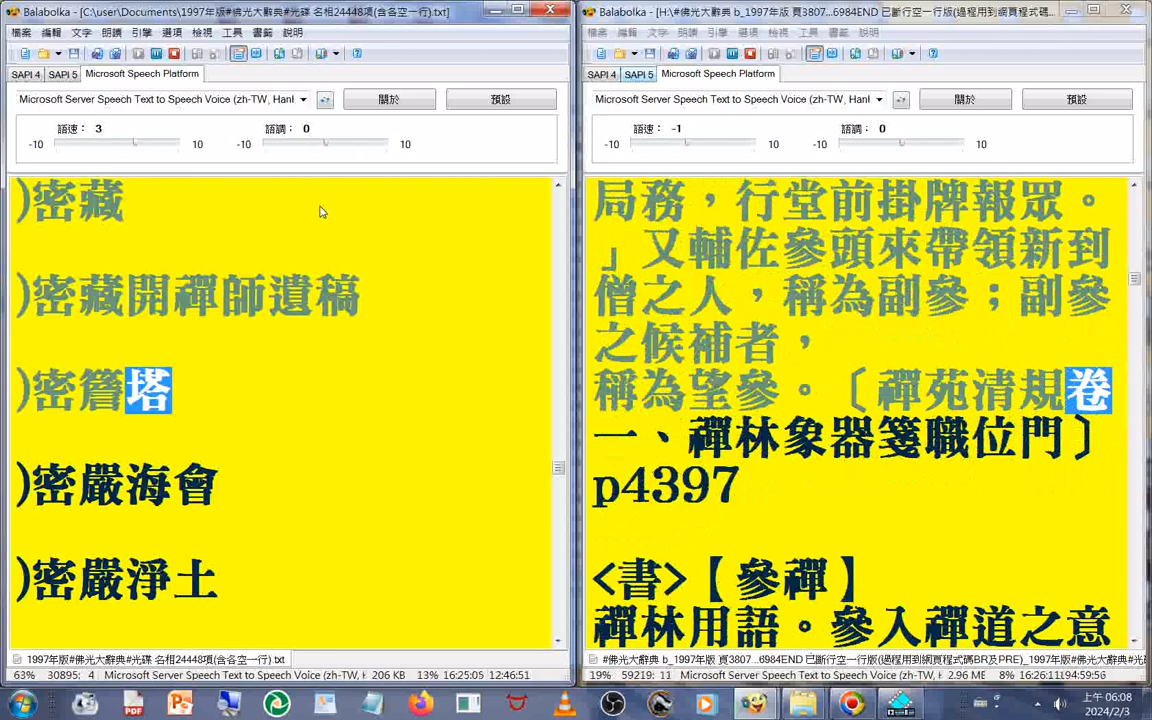 Balabolka - [C:\user\Documents\1997年版#佛光大辭典#光碟 名相24448項(含各空一行).txt]
檔案 編輯 文字 朗讀 引擎 選項 檢視 工具 書籤 說明
SAPI 4 SAPI 5 Microsoft Speech Platform
Microsoft Server Speech Text to Speech Voice (zh-TW, Hanl 關於 預設
語速： 3 語調： 0
-10 10 -10 10
)密藏
)密藏開禪師遺稿
)密簷塔
)密嚴海會
)密嚴淨土
1997年版#佛光大辭典#光碟 名相24448項(含各空一行).txt
63% 30895: 4 Microsoft Server Speech Text to Speech Voice (zh-TW, H 206 KB 13% 16:25:05 12:46:51
Balabolka - [H:\#佛光大辭典 b_1997年版 頁3807...6984END 已斷行空一行版(過程用到網頁程式碼...
檔案 編輯 文字 朗讀 引擎 選項 檢視 工具 書籤 說明
SAPI 4 SAPI 5 Microsoft Speech Platform
Microsoft Server Speech Text to Speech Voice (zh-TW, Hanl 關於 預設
語速： -1 語調： 0
-10 10 -10 10
局務，行堂前掛牌報眾。
」又輔佐參頭來帶領新到
僧之人，稱為副參；副參
之候補者，
稱為望參。〔禪苑清規卷
一、禪林象器箋職位門〕
p4397
<書>【參禪】
禪林用語。參入禪道之意
#佛光大辭典 b_1997年版 頁3807...6984END 已斷行空一行版(過程用到網頁程式碼BR及PRE)_1997年版#光
19% 59219: 11 Microsoft Server Speech Text to Speech Voice (zh-TW, H 2.96 ME 8% 16:26:11 94:59:56
上午 06:08
2024/2/3